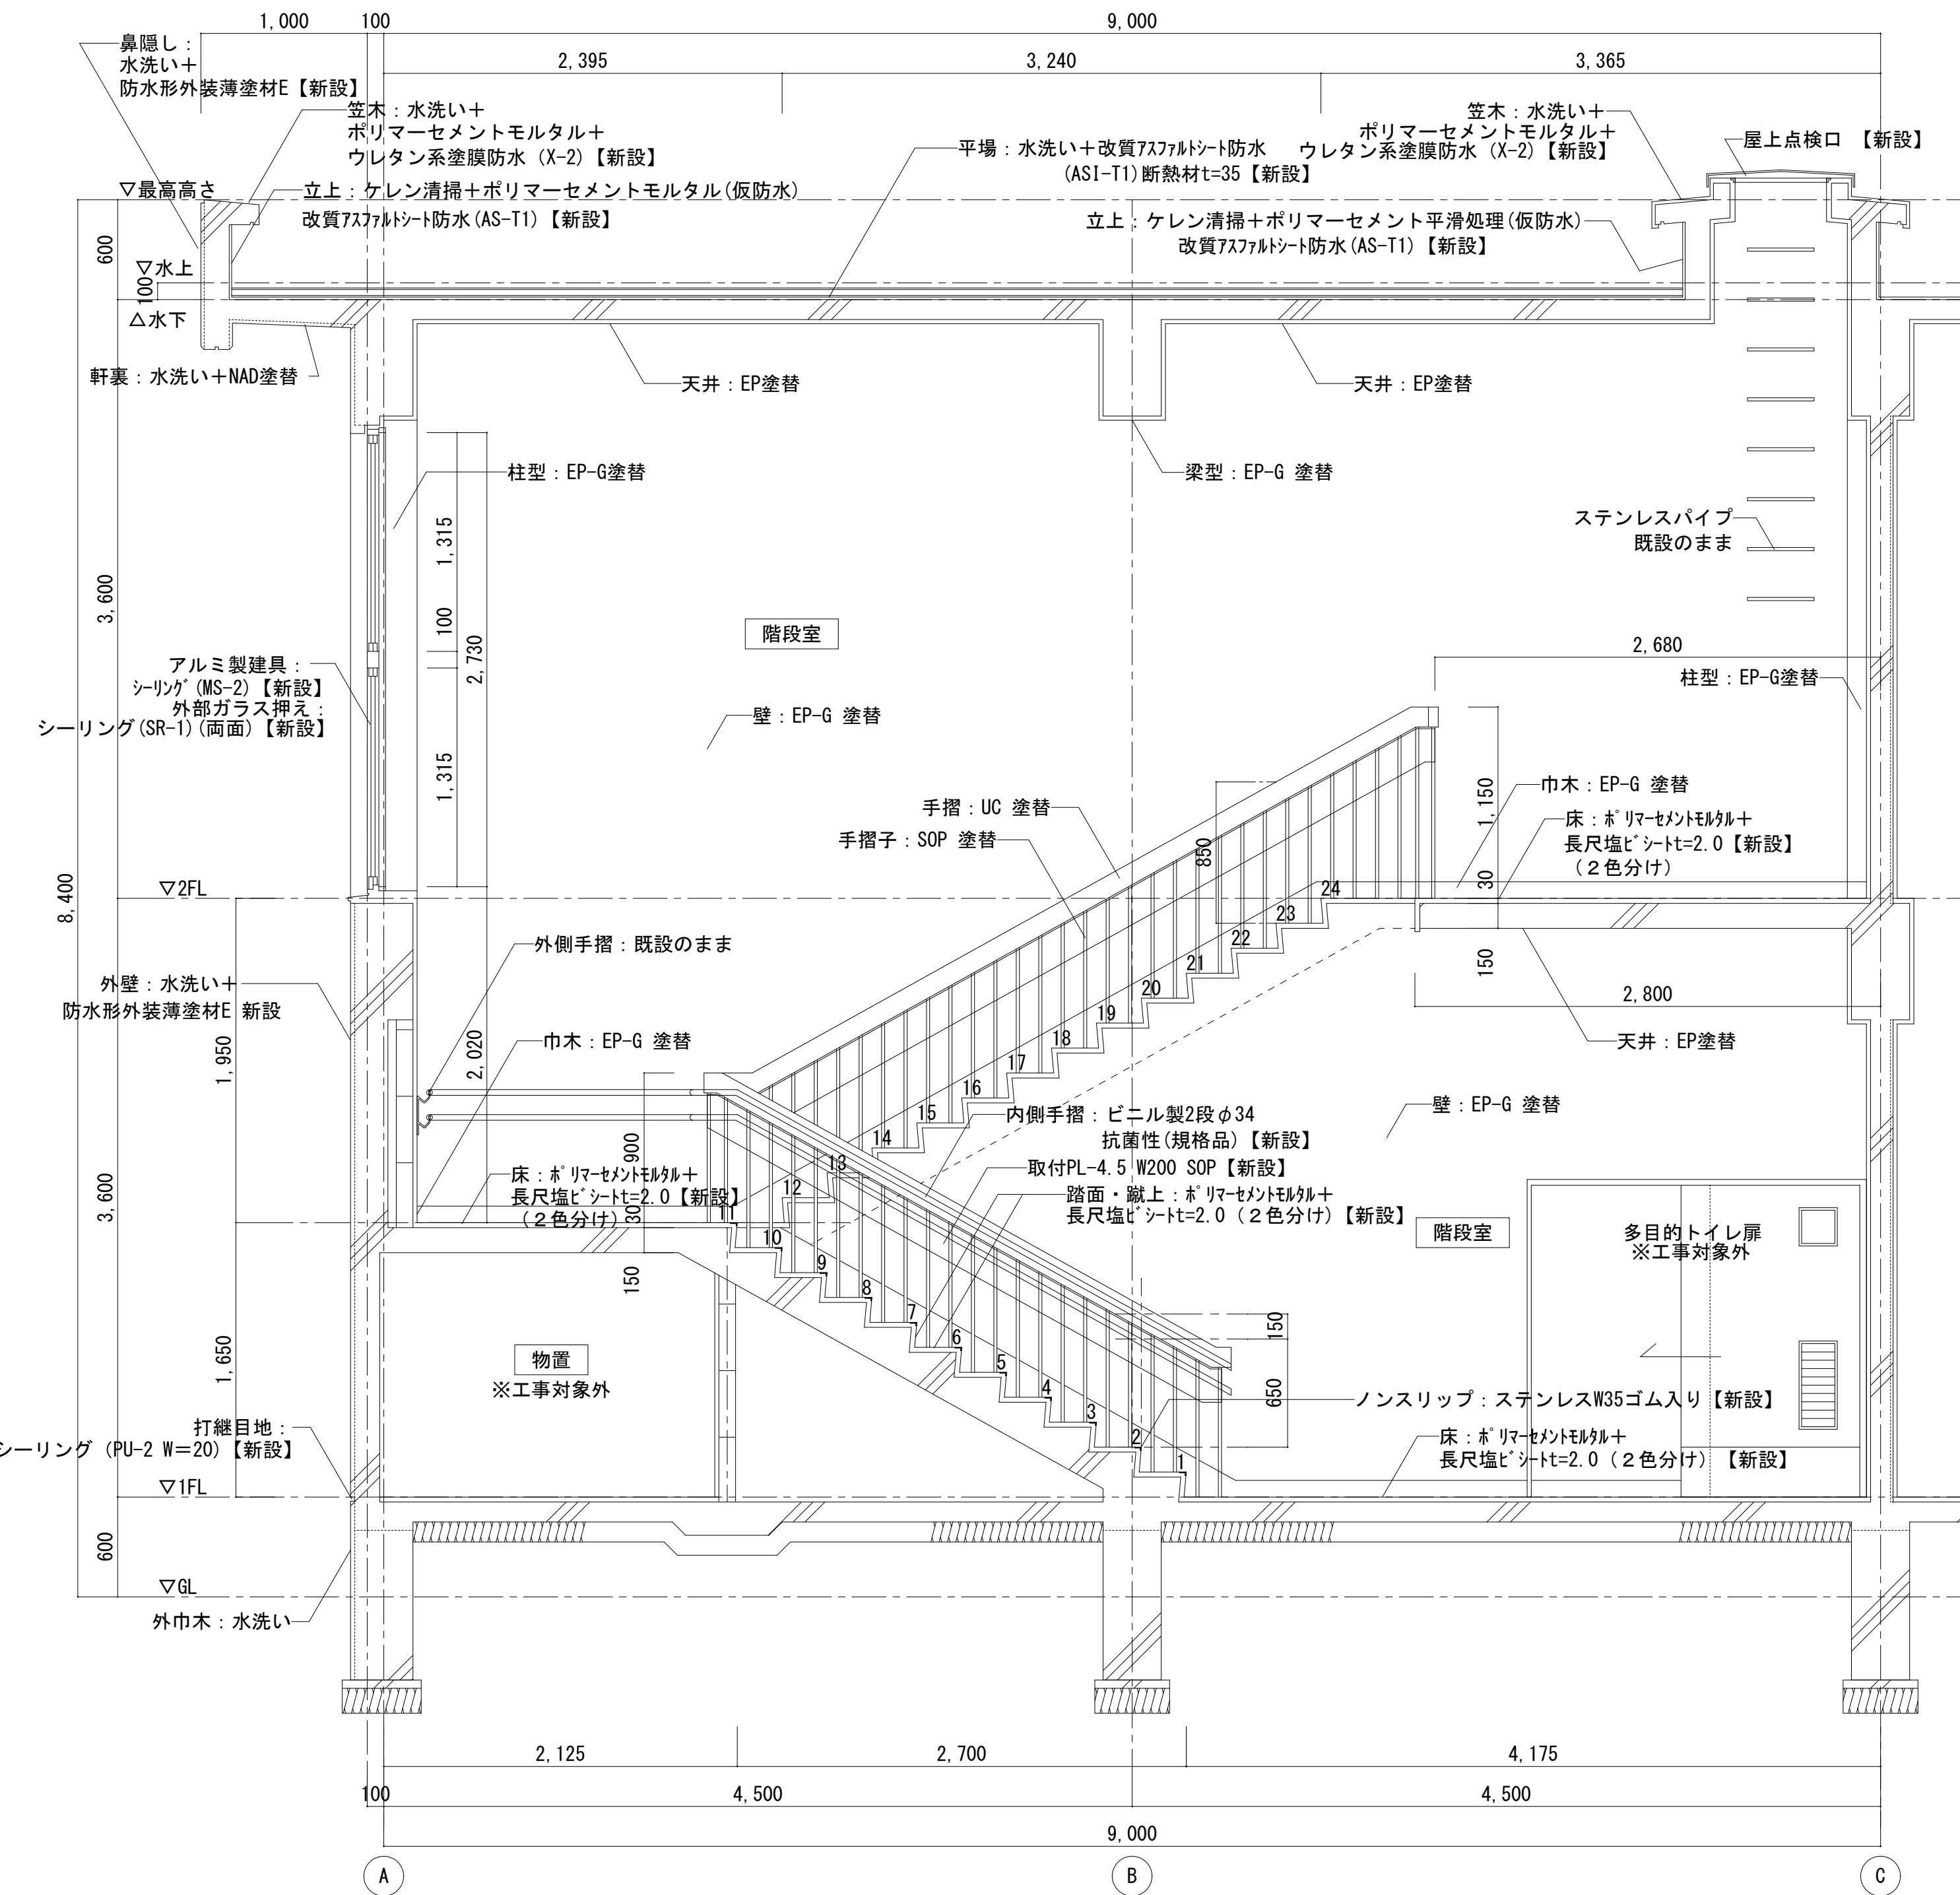 1,000
100
9,000
2,395
3,240
3,365
鼻隠し：
水洗い＋
防水形外装薄塗材E【新設】
笠木：水洗い＋
ポリマーセメントモルタル＋
ウレタン系塗膜防水（X-2）【新設】
立上：ケレン清掃＋ポリマーセメントモルタル(仮防水)
改質ｱｽﾌｧﾙﾄｼｰﾄ防水(AS-T1)【新設】
平場：水洗い＋改質ｱｽﾌｧﾙﾄｼｰﾄ防水
(ASI-T1)断熱材t=35【新設】
笠木：水洗い＋
ポリマーセメントモルタル＋
ウレタン系塗膜防水（X-2）【新設】
屋上点検口 【新設】
立上：ケレン清掃＋ポリマーセメント平滑処理(仮防水)
改質ｱｽﾌｧﾙﾄｼｰﾄ防水(AS-T1)【新設】
▽最高高さ
600
▽水上
100
△水下
軒裏：水洗い＋NAD塗替
天井：EP塗替
天井：EP塗替
柱型：EP-G塗替
梁型：EP-G 塗替
ステンレスパイプ
既設のまま
1,315
100
2,730
1,315
3,600
8,400
階段室
2,680
柱型：EP-G塗替
アルミ製建具：
ｼｰﾘﾝｸﾞ(MS-2)【新設】
外部ガラス押え：
シーリング(SR-1)(両面)【新設】
壁：EP-G 塗替
手摺：UC 塗替
手摺子：SOP 塗替
850
1,150
30
150
巾木：EP-G 塗替
床：ﾎﾟﾘﾏｰｾﾒﾝﾄﾓﾙﾀﾙ＋
長尺塩ﾋﾞｼｰﾄt=2.0【新設】
（２色分け）
▽2FL
24
23
22
21
20
19
18
17
16
15
14
13
12
11
10
9
8
7
6
5
4
3
2
1
外側手摺：既設のまま
外壁：水洗い＋
防水形外装薄塗材E 新設
1,950
2,020
巾木：EP-G 塗替
2,800
天井：EP塗替
900
30
150
床：ﾎﾟﾘﾏｰｾﾒﾝﾄﾓﾙﾀﾙ＋
長尺塩ﾋﾞｼｰﾄt=2.0【新設】
（２色分け）
内側手摺：ビニル製2段φ34
抗菌性(規格品)【新設】
取付PL-4.5 W200 SOP【新設】
踏面・蹴上：ﾎﾟﾘﾏｰｾﾒﾝﾄﾓﾙﾀﾙ＋
長尺塩ﾋﾞｼｰﾄt=2.0（２色分け）【新設】
壁：EP-G 塗替
3,600
1,650
階段室
多目的トイレ扉
※工事対象外
物置
※工事対象外
150
650
ノンスリップ：ステンレスW35ゴム入り【新設】
床：ﾎﾟﾘﾏｰｾﾒﾝﾄﾓﾙﾀﾙ＋
長尺塩ﾋﾞｼｰﾄt=2.0（２色分け）【新設】
打継目地：
シーリング（PU-2 W＝20）【新設】
▽1FL
600
▽GL
外巾木：水洗い
2,125
2,700
4,175
100
4,500
4,500
9,000
A
B
C